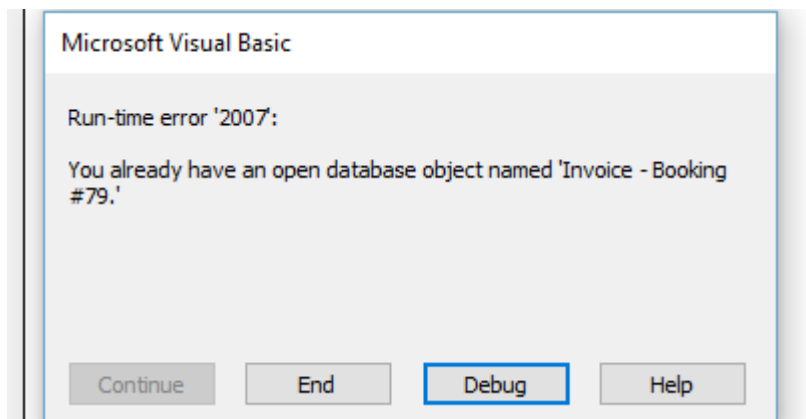 Microsoft Visual Basic
Run-time error '2007':
You already have an open database object named 'Invoice - Booking
#79.'
Continue
End
Debug
Help